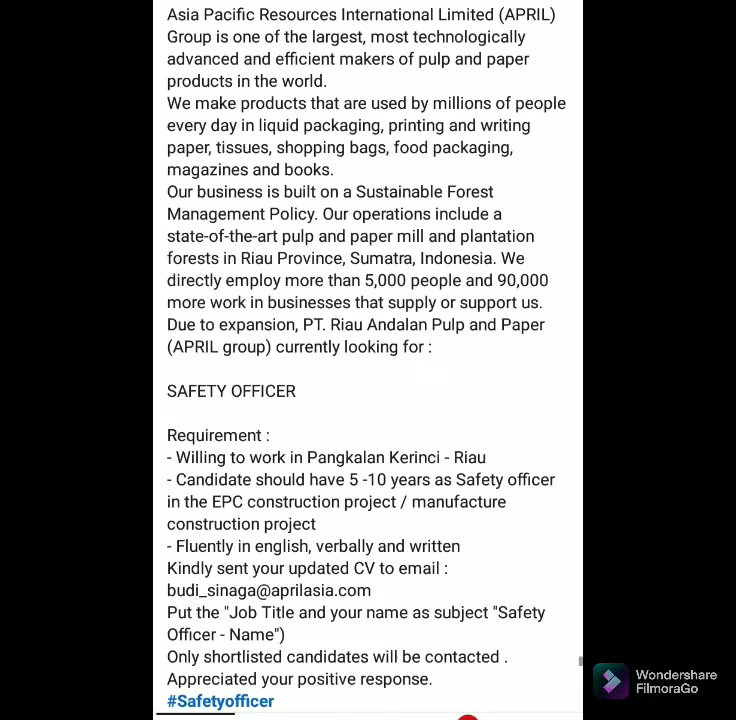 Asia Pacific Resources International Limited (APRIL)
Group is one of the largest, most technologically
advanced and efficient makers of pulp and paper
products in the world.
We make products that are used by millions of people
every day in liquid packaging, printing and writing
paper, tissues, shopping bags, food packaging,
magazines and books.
Our business is built on a Sustainable Forest
Management Policy. Our operations include a
state-of-the-art pulp and paper mill and plantation
forests in Riau Province, Sumatra, Indonesia. We
directly employ more than 5,000 people and 90,000
more work in businesses that supply or support us.
Due to expansion, PT. Riau Andalan Pulp and Paper
(APRIL group) currently looking for :
SAFETY OFFICER
Requirement :
- Willing to work in Pangkalan Kerinci - Riau
- Candidate should have 5 -10 years as Safety officer
in the EPC construction project / manufacture
construction project
- Fluently in english, verbally and written
Kindly sent your updated CV to email :
budi_sinaga@aprilasia.com
Put the "Job Title and your name as subject "Safety
Officer - Name")
Only shortlisted candidates will be contacted .
Appreciated your positive response.
#Safetyofficer
Wondershare
FilmoraGo